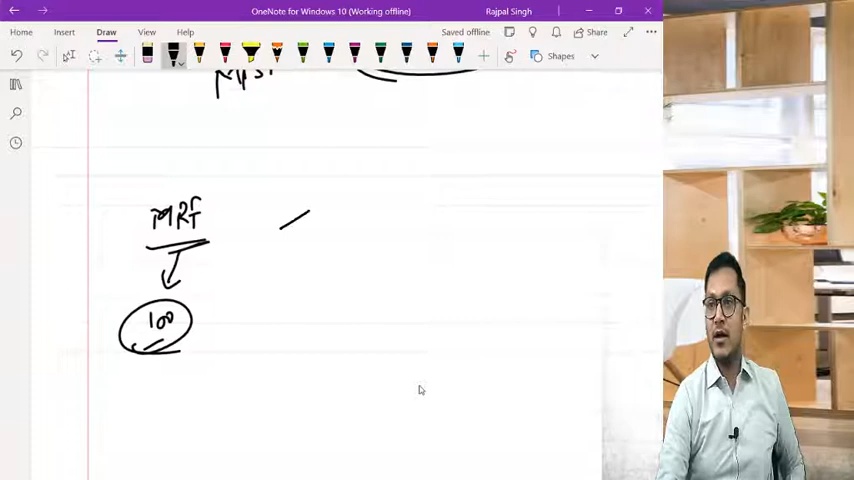 OneNote for Windows 10 (Working offline)
Rajpal Singh
Home Insert Draw View Help
Saved offline
Share
Shapes
MRF
100